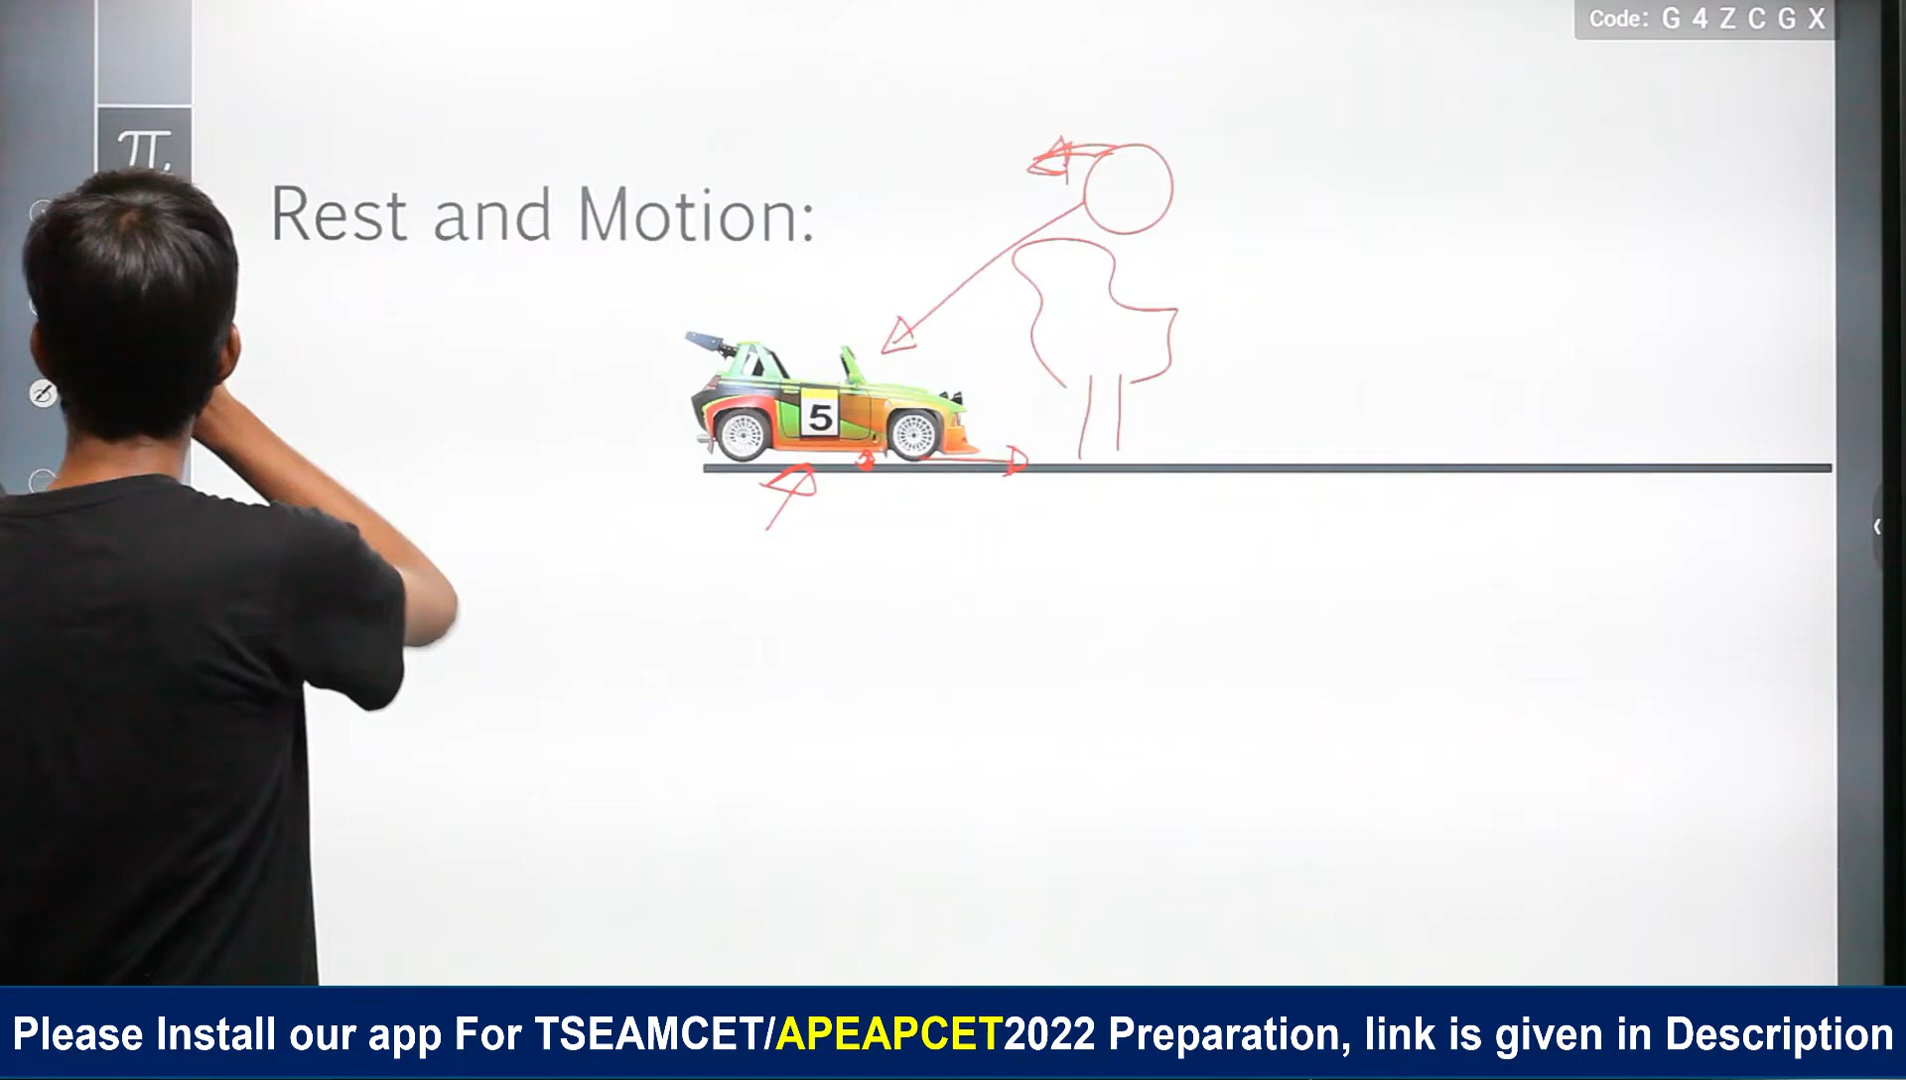 Code: G 4 Z C G X
π
Rest and Motion:
5
Please Install our app For TSEAMCET/APEAPCET2022 Preparation, link is given in Description